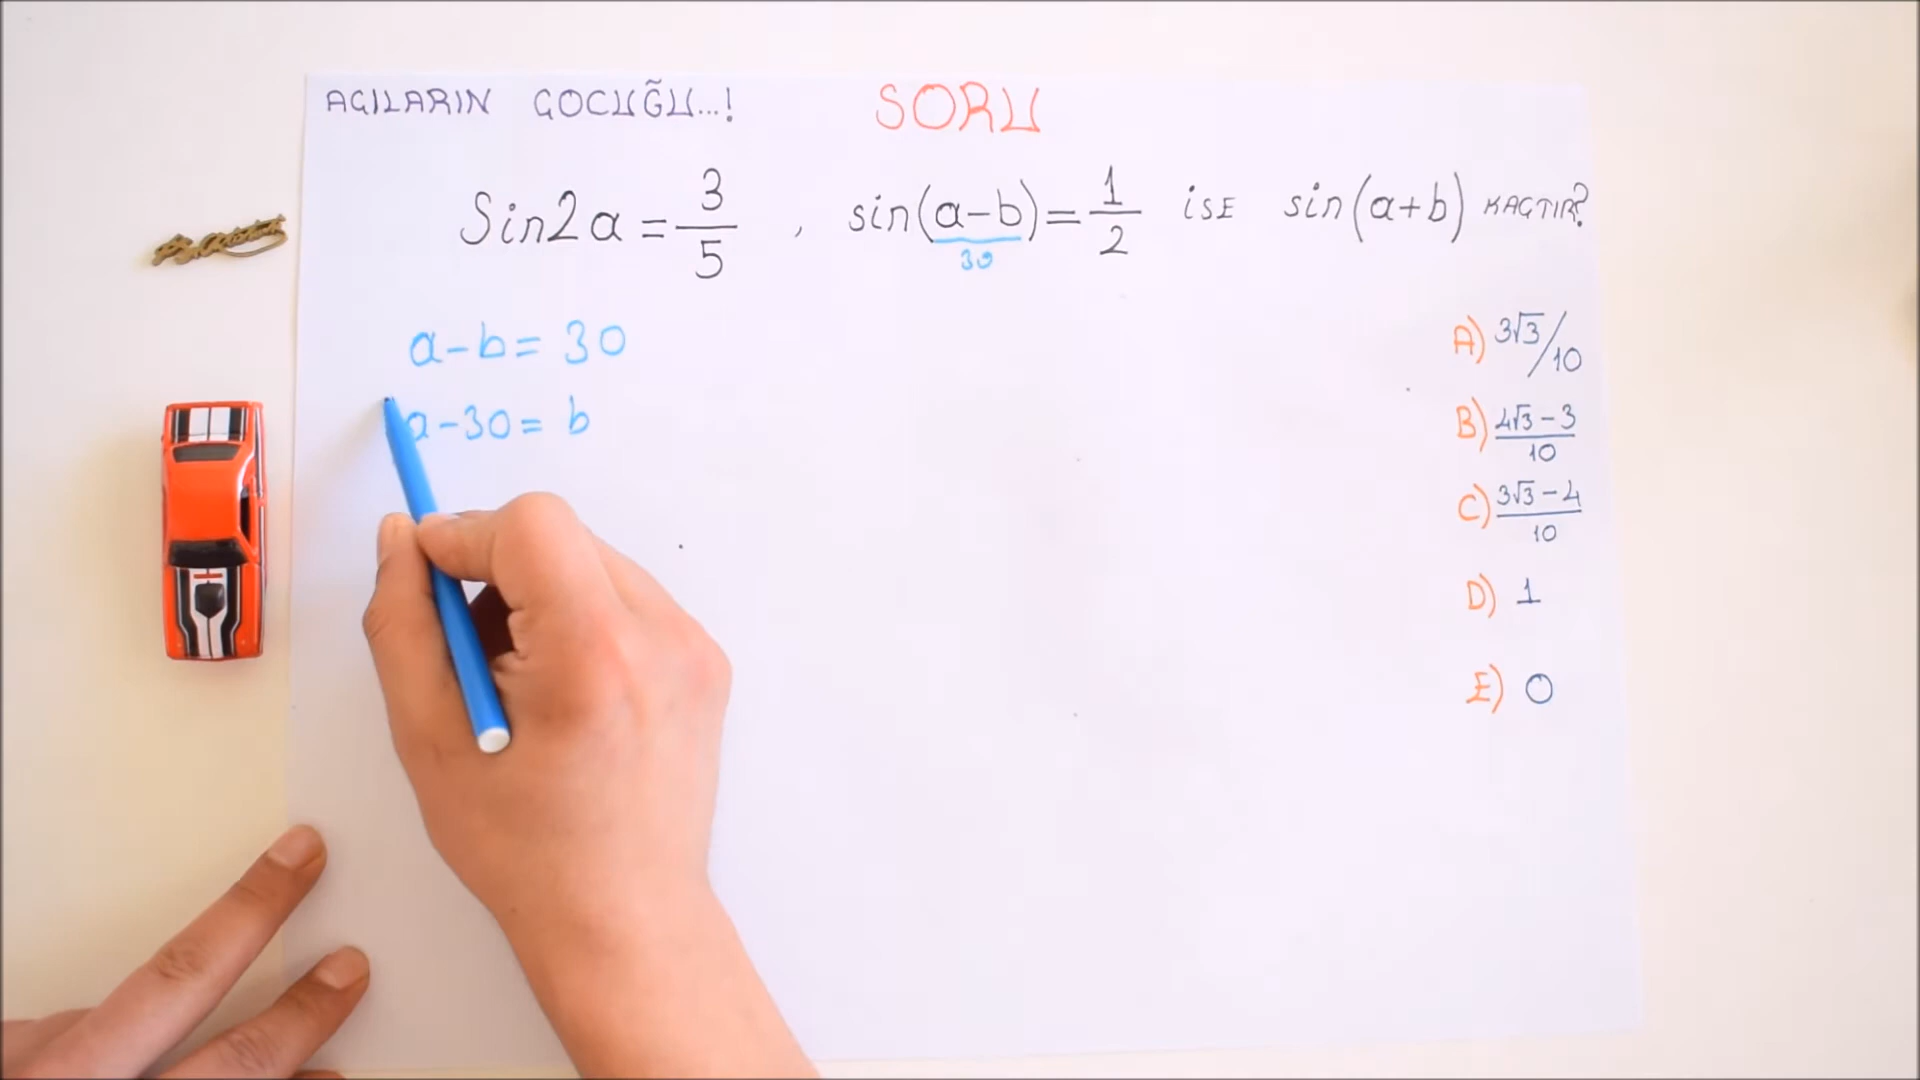 AÇILARIN ÇOCUĞU...! SORU
Sin2a = 3/5 , sin(a-b) = 1/2 İSE sin(a+b) KAÇTIR?
30
a-b= 30
a-30= b
A) 3√3/10
B) 4√3-3/10
C) 3√3-4/10
D) 1
E) 0